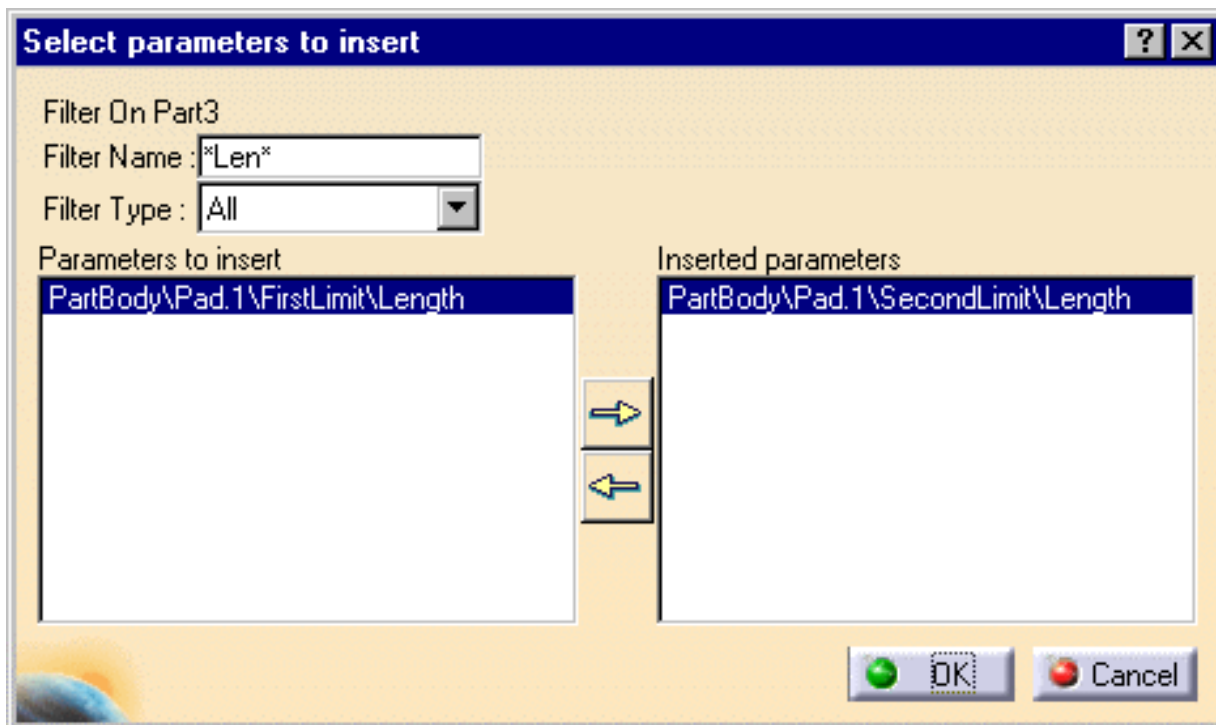 Select parameters to insert
Filter On Part3
Filter Name : *Len*
Filter Type : All
Parameters to insert
PartBody\Pad.1\FirstLimit\Length
Inserted parameters
PartBody\Pad.1\SecondLimit\Length
OK
Cancel